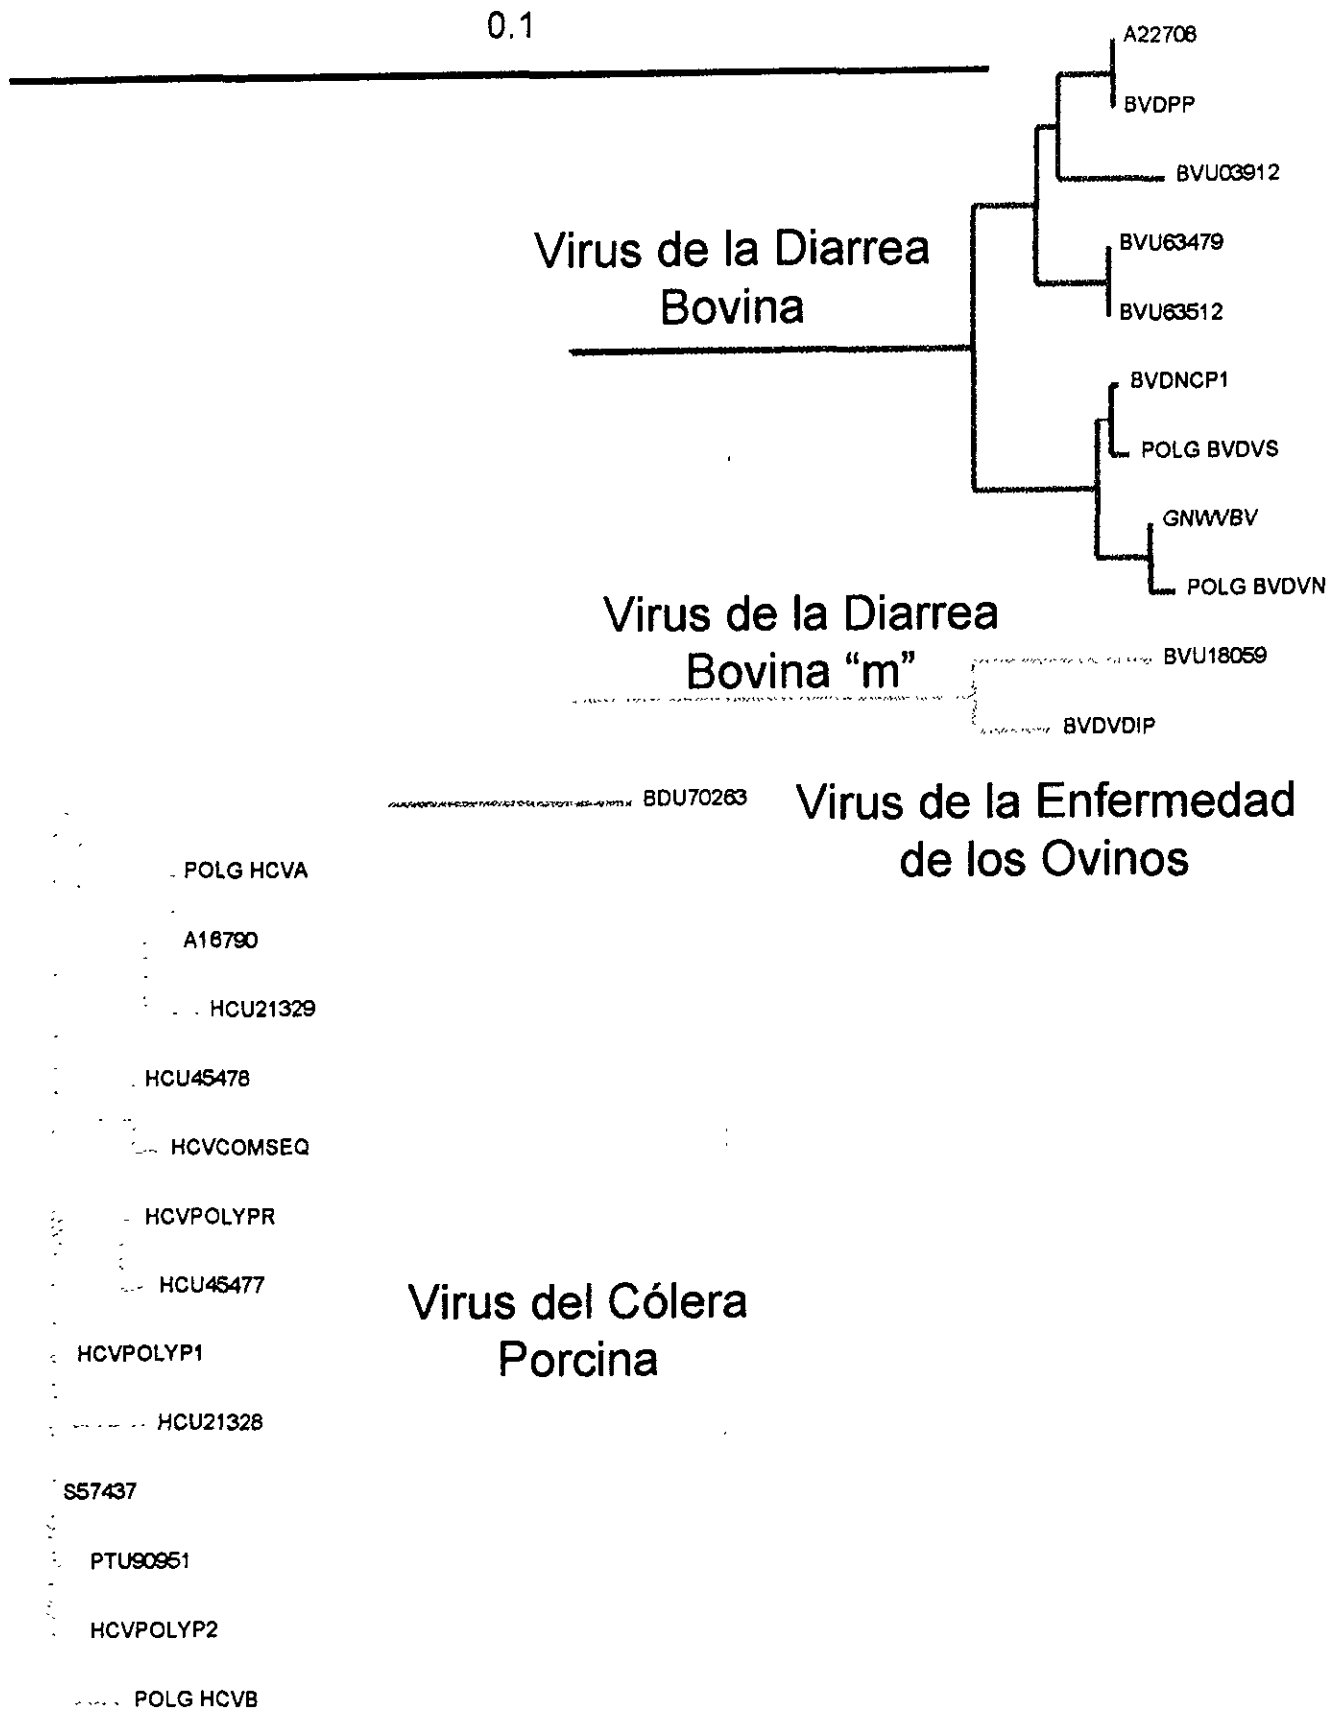 0.1
A22708
BVDPP
BVU03912
Virus de la Diarrea
Bovina
BVU63479
BVU63512
BVDNCP1
POLG BVDVS
GNWVBV
POLG BVDVN
Virus de la Diarrea
Bovina “m”
BVU18059
BVDVDIP
BDU70263
Virus de la Enfermedad
de los Ovinos
POLG HCVA
A16790
HCU21329
HCU45478
HCVCOMSEQ
HCVPOLYPR
HCU45477
Virus del Cólera
Porcina
HCVPOLYP1
HCU21328
S57437
PTU90951
HCVPOLYP2
POLG HCVB